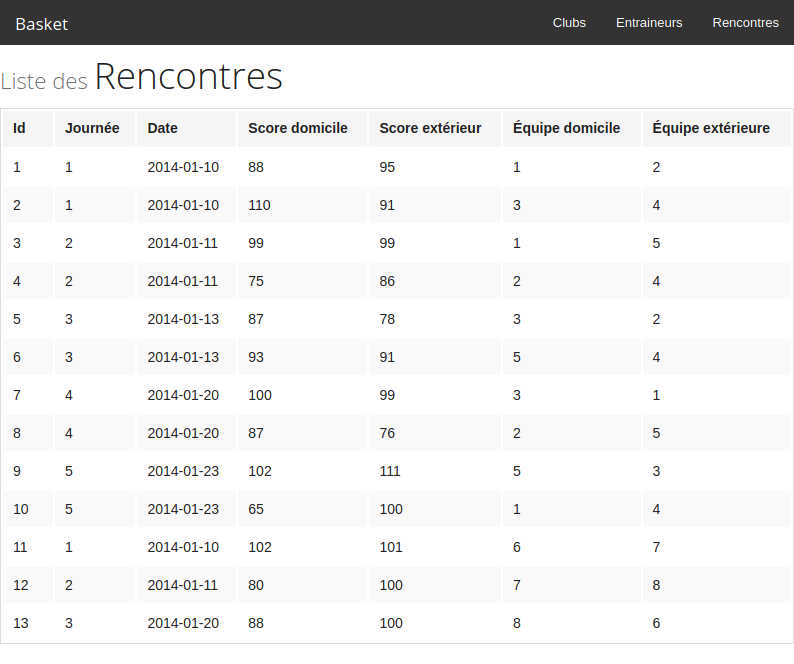 Basket Clubs Entraineurs Rencontres
Liste des Rencontres
Id Journée Date Score domicile Score extérieur Équipe domicile Équipe extérieure
1 1 2014-01-10 88 95 1 2
2 1 2014-01-10 110 91 3 4
3 2 2014-01-11 99 99 1 5
4 2 2014-01-11 75 86 2 4
5 3 2014-01-13 87 78 3 2
6 3 2014-01-13 93 91 5 4
7 4 2014-01-20 100 99 3 1
8 4 2014-01-20 87 76 2 5
9 5 2014-01-23 102 111 5 3
10 5 2014-01-23 65 100 1 4
11 1 2014-01-10 102 101 6 7
12 2 2014-01-11 80 100 7 8
13 3 2014-01-20 88 100 8 6